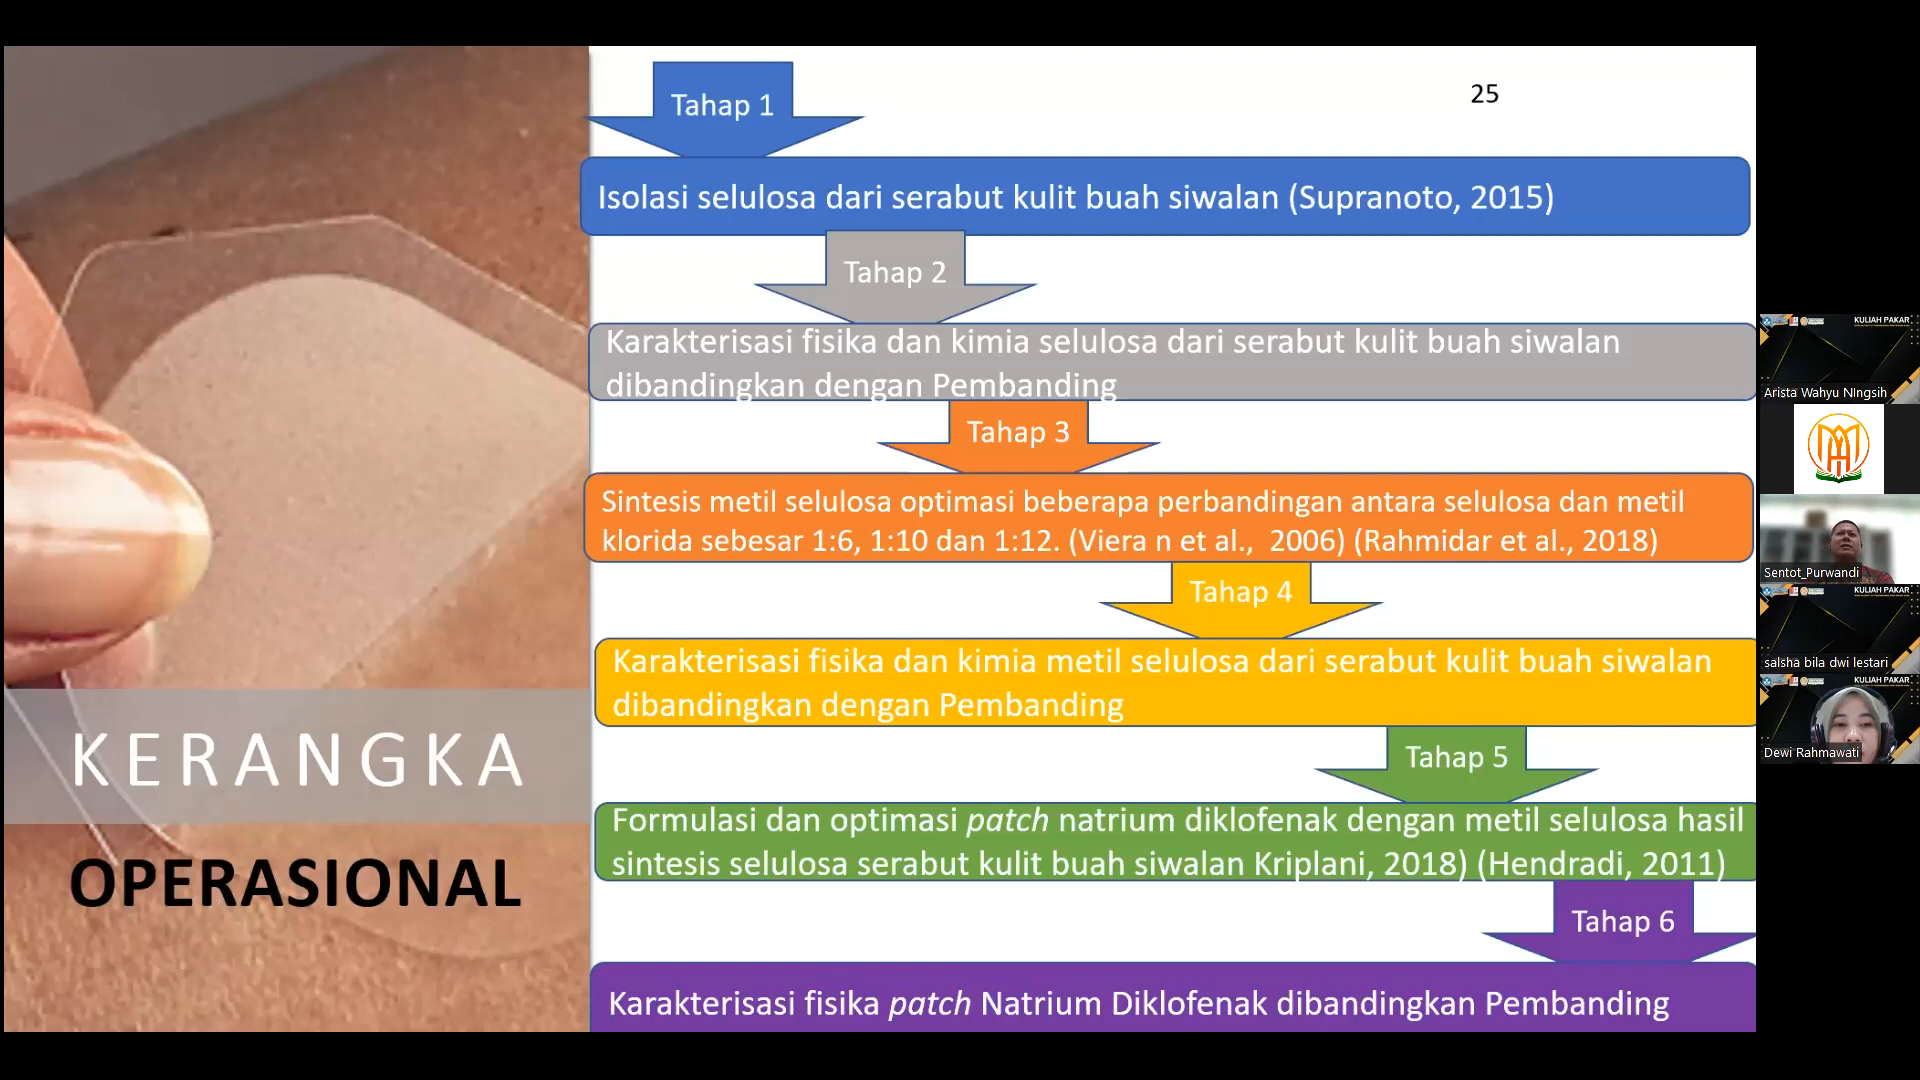 Tahap 1
25
Isolasi selulosa dari serabut kulit buah siwalan (Supranoto, 2015)
Tahap 2
Karakterisasi fisika dan kimia selulosa dari serabut kulit buah siwalan
dibandingkan dengan Pembanding
Tahap 3
Sintesis metil selulosa optimasi beberapa perbandingan antara selulosa dan metil
klorida sebesar 1:6, 1:10 dan 1:12. (Viera n et al.,  2006) (Rahmidar et al., 2018)
Tahap 4
Karakterisasi fisika dan kimia metil selulosa dari serabut kulit buah siwalan
dibandingkan dengan Pembanding
Tahap 5
Formulasi dan optimasi patch natrium diklofenak dengan metil selulosa hasil
sintesis selulosa serabut kulit buah siwalan Kriplani, 2018) (Hendradi, 2011)
Tahap 6
Karakterisasi fisika patch Natrium Diklofenak dibandingkan Pembanding
KERANGKA
OPERASIONAL
KULIAH PAKAR
Arista Wahyu NIngsih
Sentot_Purwandi
KULIAH PAKAR
salsha bila dwi lestari
KULIAH PAKAR
Dewi Rahmawati